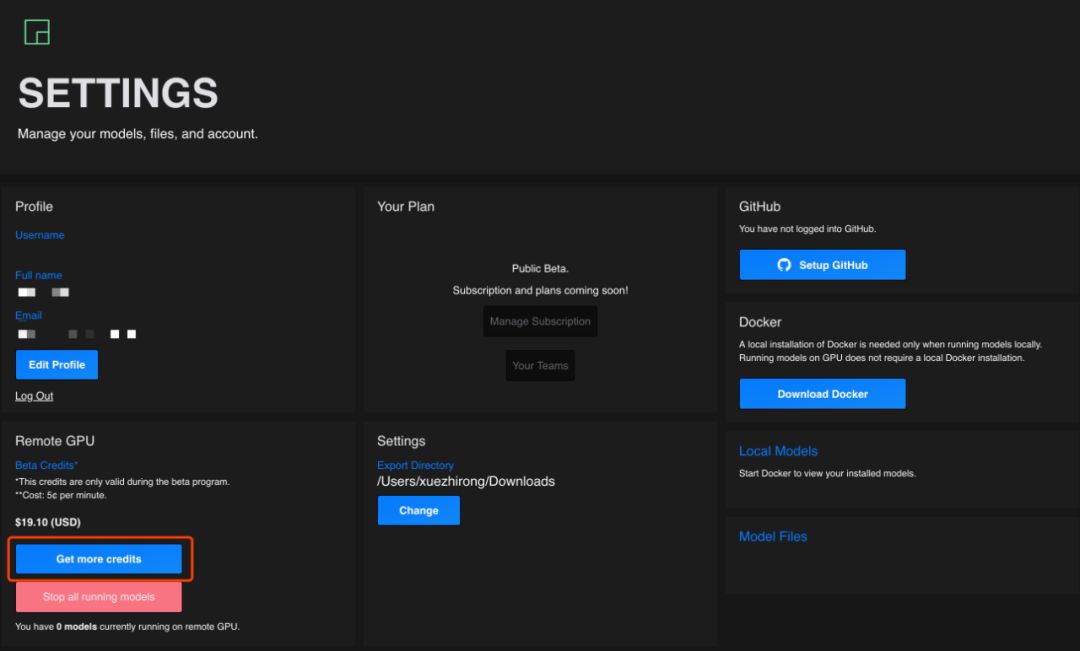 SETTINGS
Manage your models, files, and account.
Profile
Username
Full name
Email
Edit Profile
Log Out
Your Plan
Public Beta.
Subscription and plans coming soon!
Manage Subscription
Your Teams
GitHub
You have not logged into GitHub.
Setup GitHub
Docker
A local installation of Docker is needed only when running models locally.
Running models on GPU does not require a local Docker installation.
Download Docker
Remote GPU
Beta Credits*
*This credits are only valid during the beta program.
**Cost: 5¢ per minute.
$19.10 (USD)
Get more credits
Stop all running models
You have 0 models currently running on remote GPU.
Settings
Export Directory
/Users/xuezhirong/Downloads
Change
Local Models
Start Docker to view your installed models.
Model Files